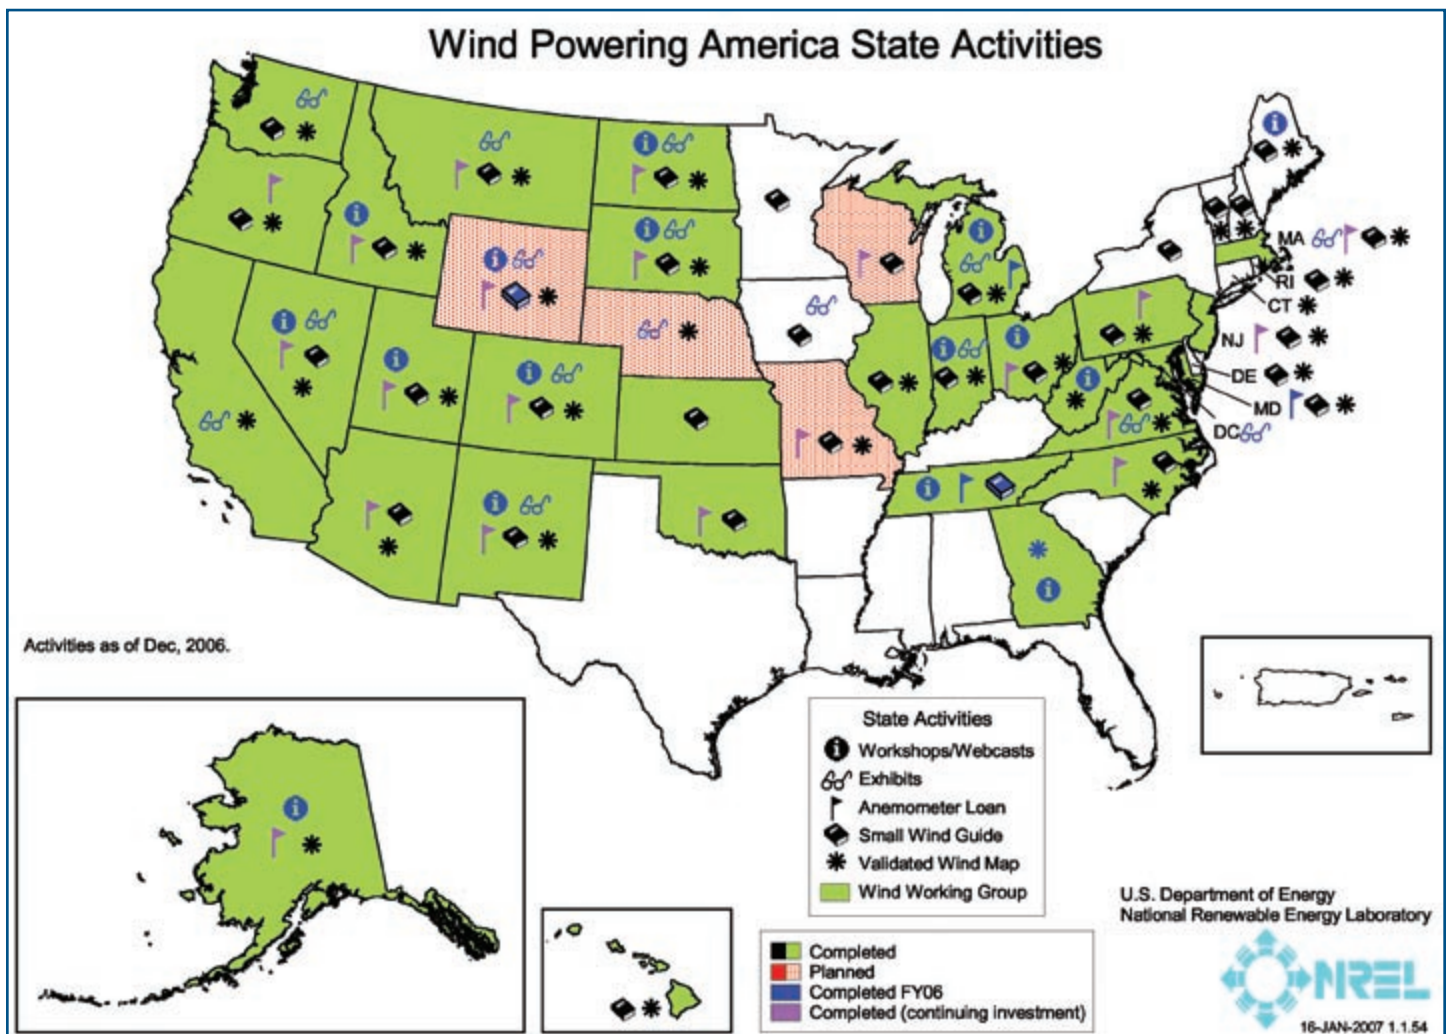 Wind Powering America State Activities
MA
RI
CT
NJ
DE
MD
DC
Activities as of Dec, 2006.
State Activities
Workshops/Webcasts
Exhibits
Anemometer Loan
Small Wind Guide
Validated Wind Map
Wind Working Group
Completed
Planned
Completed FY06
Completed (continuing investment)
U.S. Department of Energy
National Renewable Energy Laboratory
NREL
16-JAN-2007 1.1.54